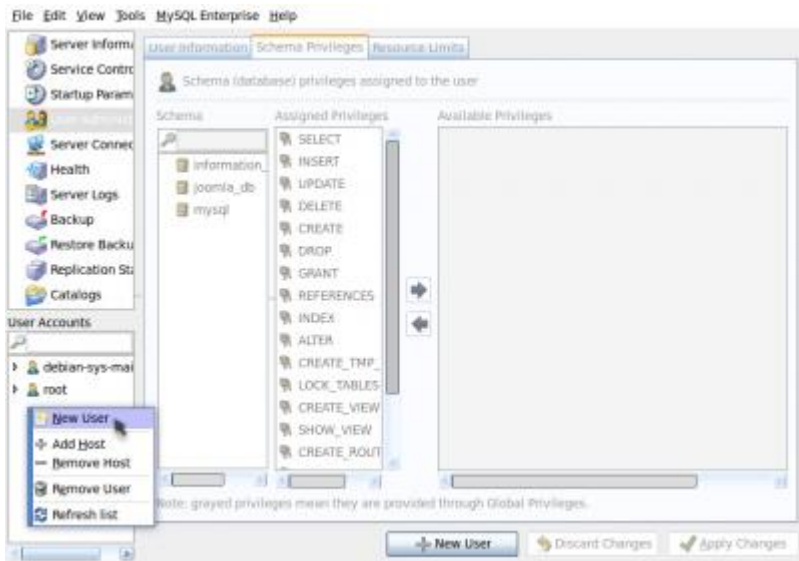 File Edit View Tools MySQL Enterprise Help
Server Informa
Service Contro
Startup Param
Server Connec
Health
Server Logs
Backup
Restore Backu
Replication Sta
Catalogs
User Accounts
debian-sys-mai
root
New User
Add Host
Remove Host
Remove User
Refresh list
User Information Schema Privileges Resource Limits
Schema (database) privileges assigned to the user
Schema Assigned Privileges Available Privileges
information_
joomla_db
mysql
SELECT
INSERT
UPDATE
DELETE
CREATE
DROP
GRANT
REFERENCES
INDEX
ALTER
CREATE_TMP_
LOCK_TABLES
CREATE_VIEW
SHOW_VIEW
CREATE_ROUT
Note: grayed privileges mean they are provided through Global Privileges.
New User Discard Changes Apply Changes